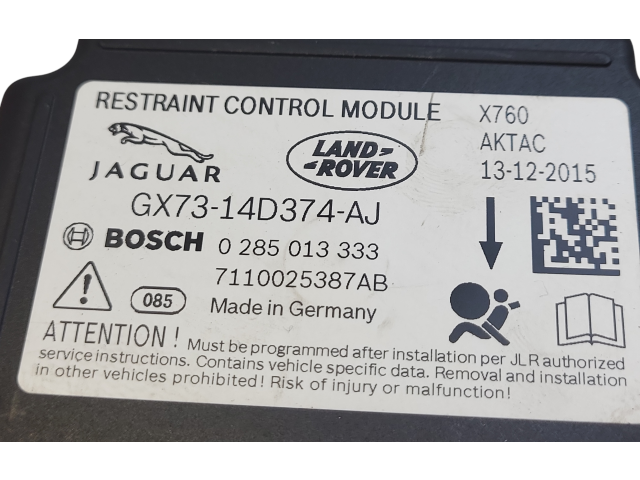 RESTRAINT CONTROL MODULE X760
AKTAC
JAGUAR LAND-ROVER 13-12-2015
GX73-14D374-AJ
BOSCH 0 285 013 333
7110025387AB
085 Made in Germany
ATTENTION ! Must be programmed after installation per JLR authorized
service instructions. Contains vehicle specific data. Removal and installation
in other vehicles prohibited! Risk of injury or malfunction!